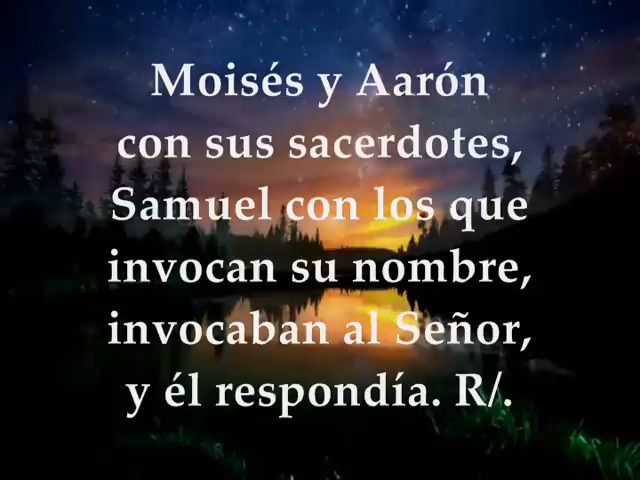 Moisés y Aarón
con sus sacerdotes,
Samuel con los que
invocan su nombre,
invocaban al Señor,
y él respondía. R/.